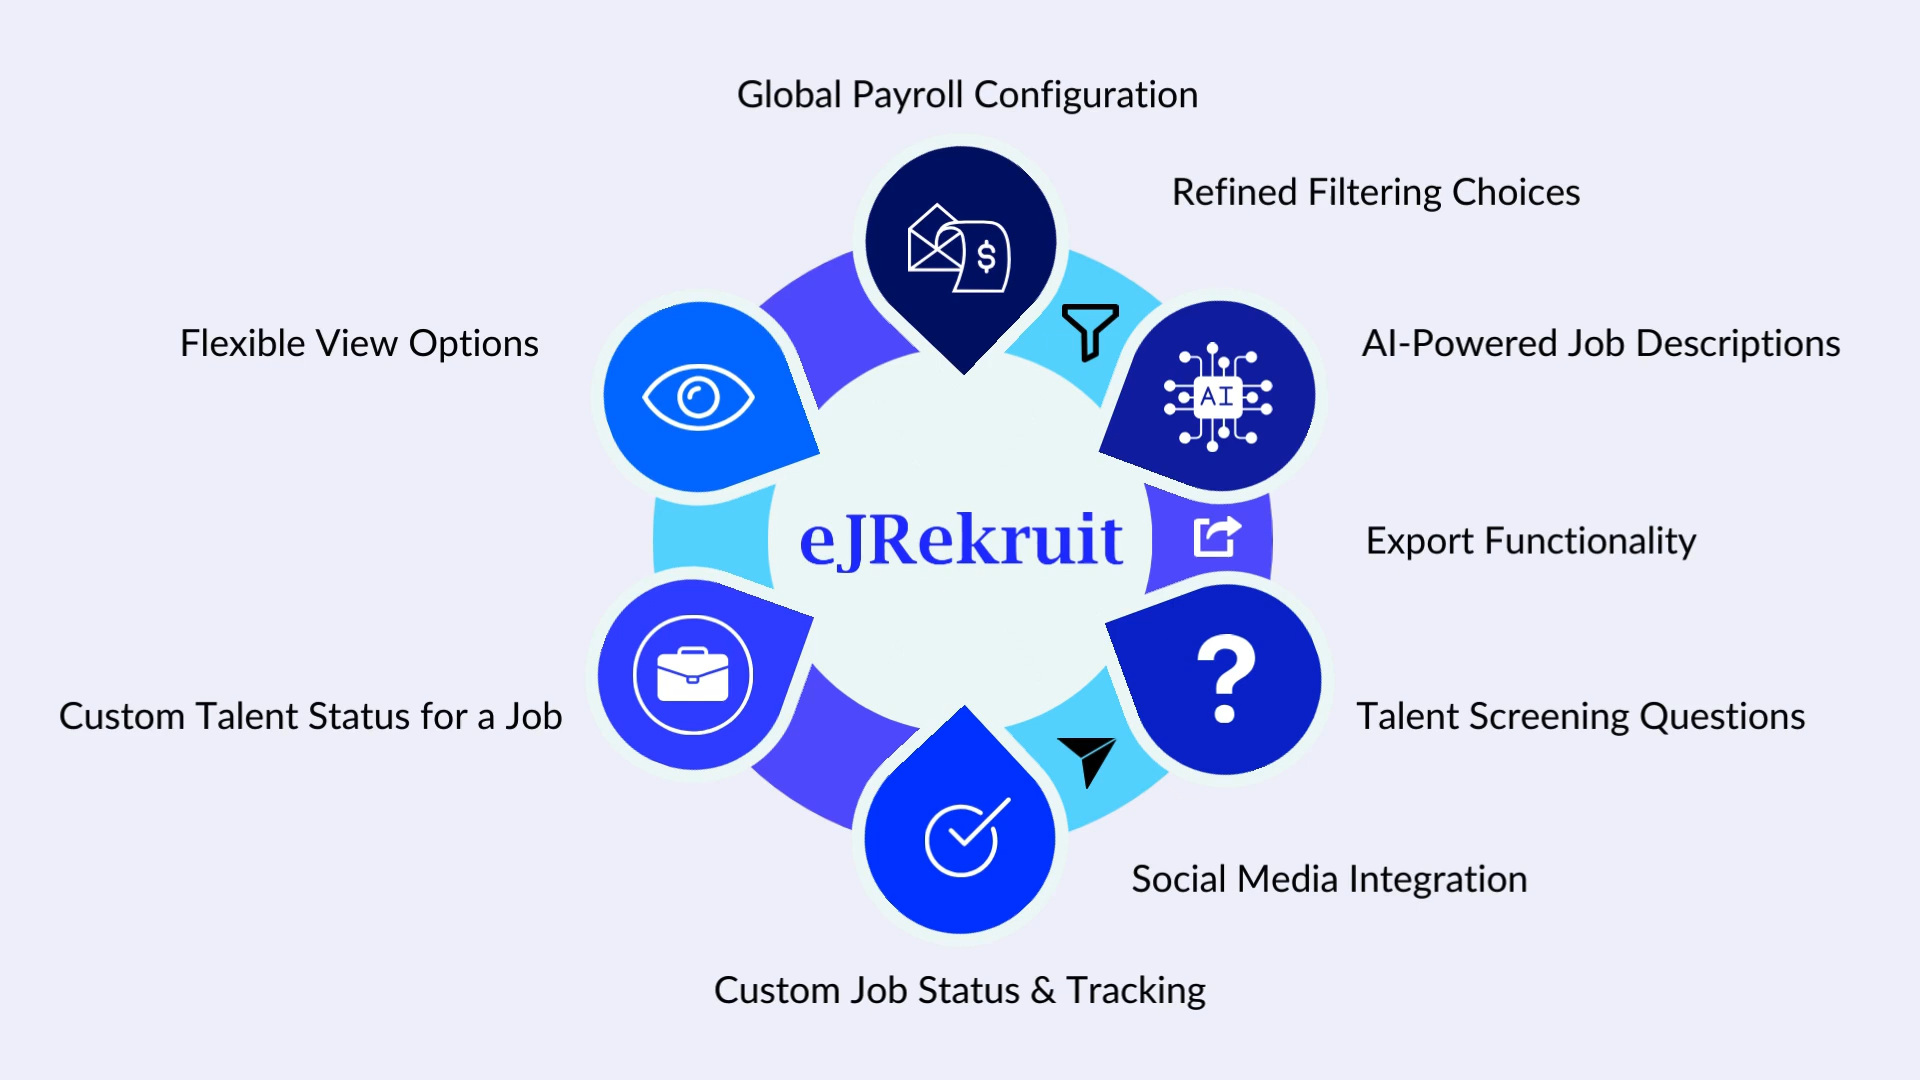 Global Payroll Configuration
Refined Filtering Choices
$
Flexible View Options
AI-Powered Job Descriptions
AI
eJRekruit
Export Functionality
?
Custom Talent Status for a Job
Talent Screening Questions
Social Media Integration
Custom Job Status & Tracking